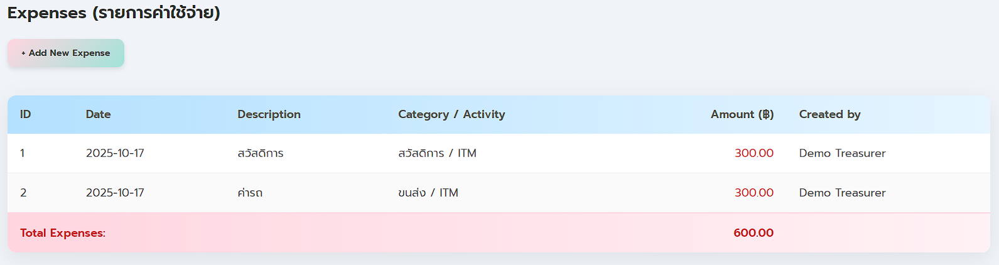 Expenses (รายการค่าใช้จ่าย)
+ Add New Expense
ID Date Description Category / Activity Amount (฿) Created by
1 2025-10-17 สวัสดิการ สวัสดิการ / ITM 300.00 Demo Treasurer
2 2025-10-17 ค่ารถ ขนส่ง / ITM 300.00 Demo Treasurer
Total Expenses: 600.00